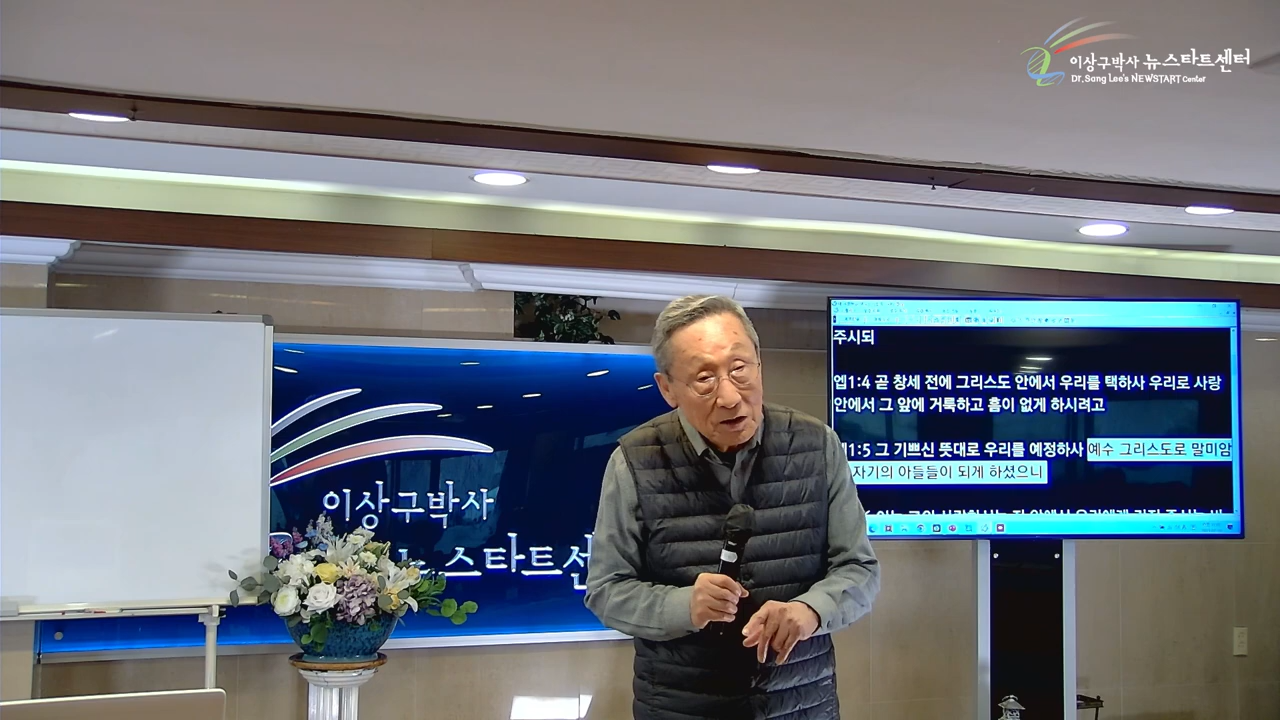 이상구박사 뉴스타트센터
Dr. Sang Lee's NEWSTART Center
주시되
엡1:4 곧 창세 전에 그리스도 안에서 우리를 택하사 우리로 사랑
안에서 그 앞에 거룩하고 흠이 없게 하시려고
1:5 그 기쁘신 뜻대로 우리를 예정하사 예수 그리스도로 말미암
자기의 아들들이 되게 하셨으니
이상구박사
뉴스타트센